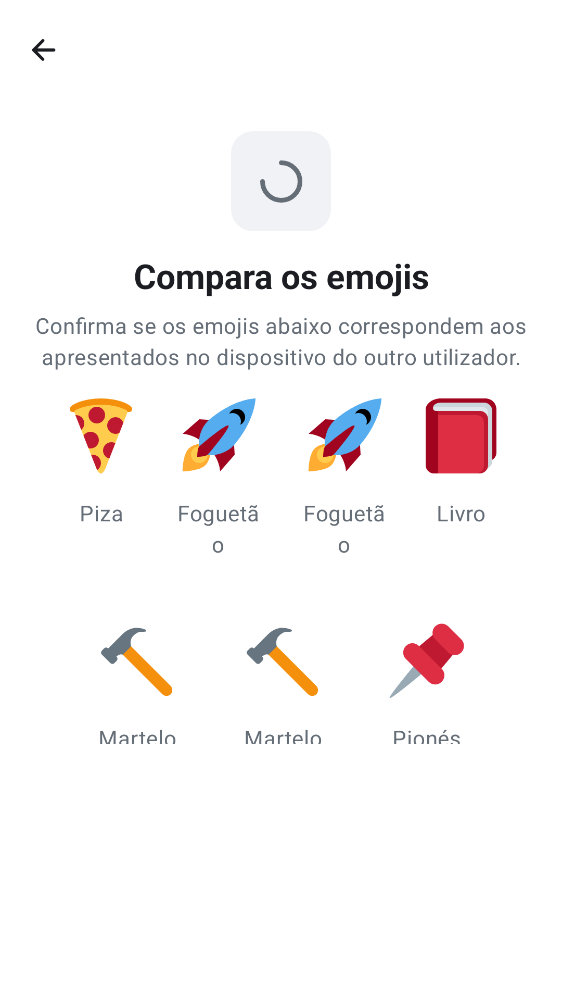 Compara os emojis
Confirma se os emojis abaixo correspondem aos
apresentados no dispositivo do outro utilizador.
Piza Foguetã Foguetã Livro
o o
Martelo Martelo Pionés